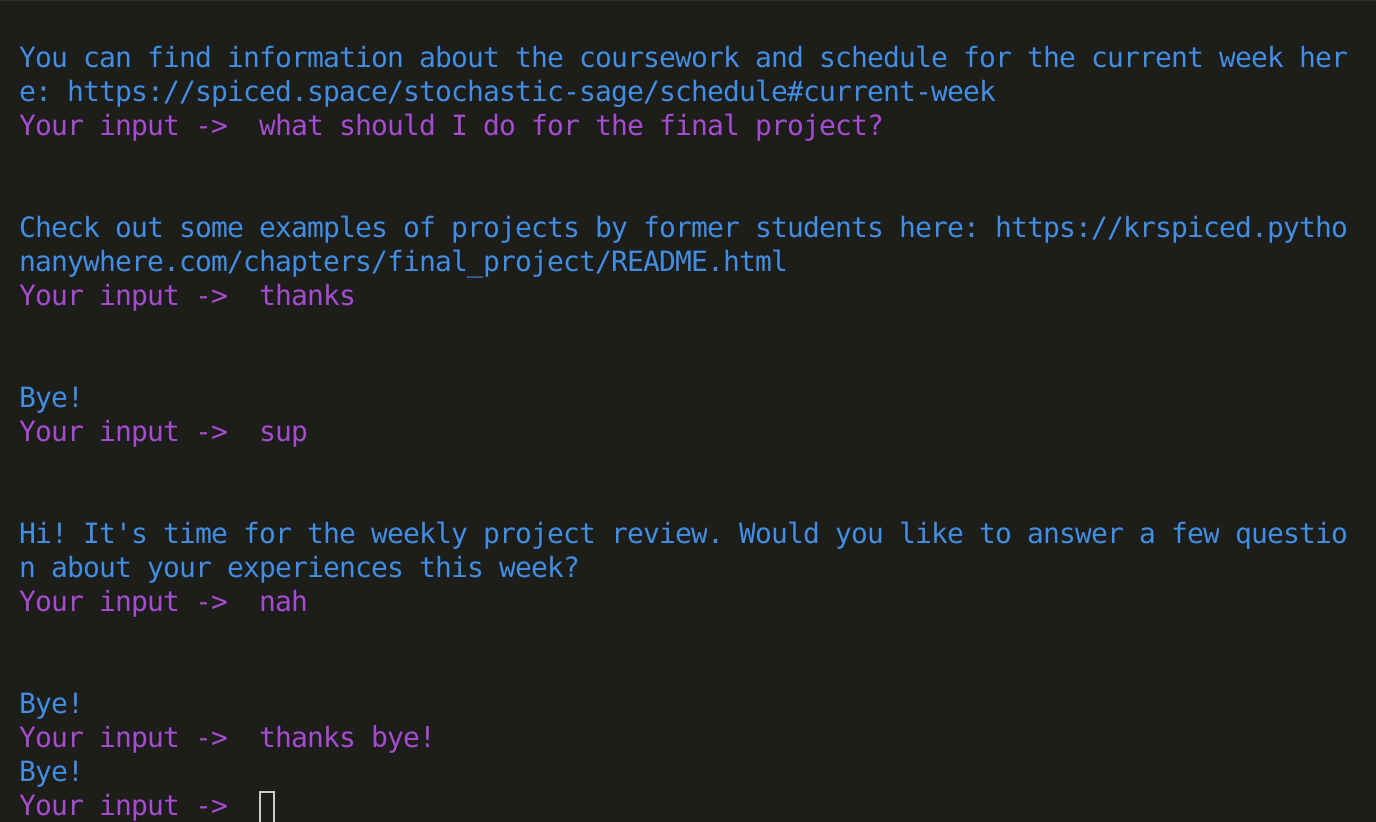 You can find information about the coursework and schedule for the current week her
e: https://spiced.space/stochastic-sage/schedule#current-week
Your input ->  what should I do for the final project?
Check out some examples of projects by former students here: https://krspiced.pytho
nanywhere.com/chapters/final_project/README.html
Your input ->  thanks
Bye!
Your input ->  sup
Hi! It's time for the weekly project review. Would you like to answer a few questio
n about your experiences this week?
Your input ->  nah
Bye!
Your input ->  thanks bye!
Bye!
Your input ->